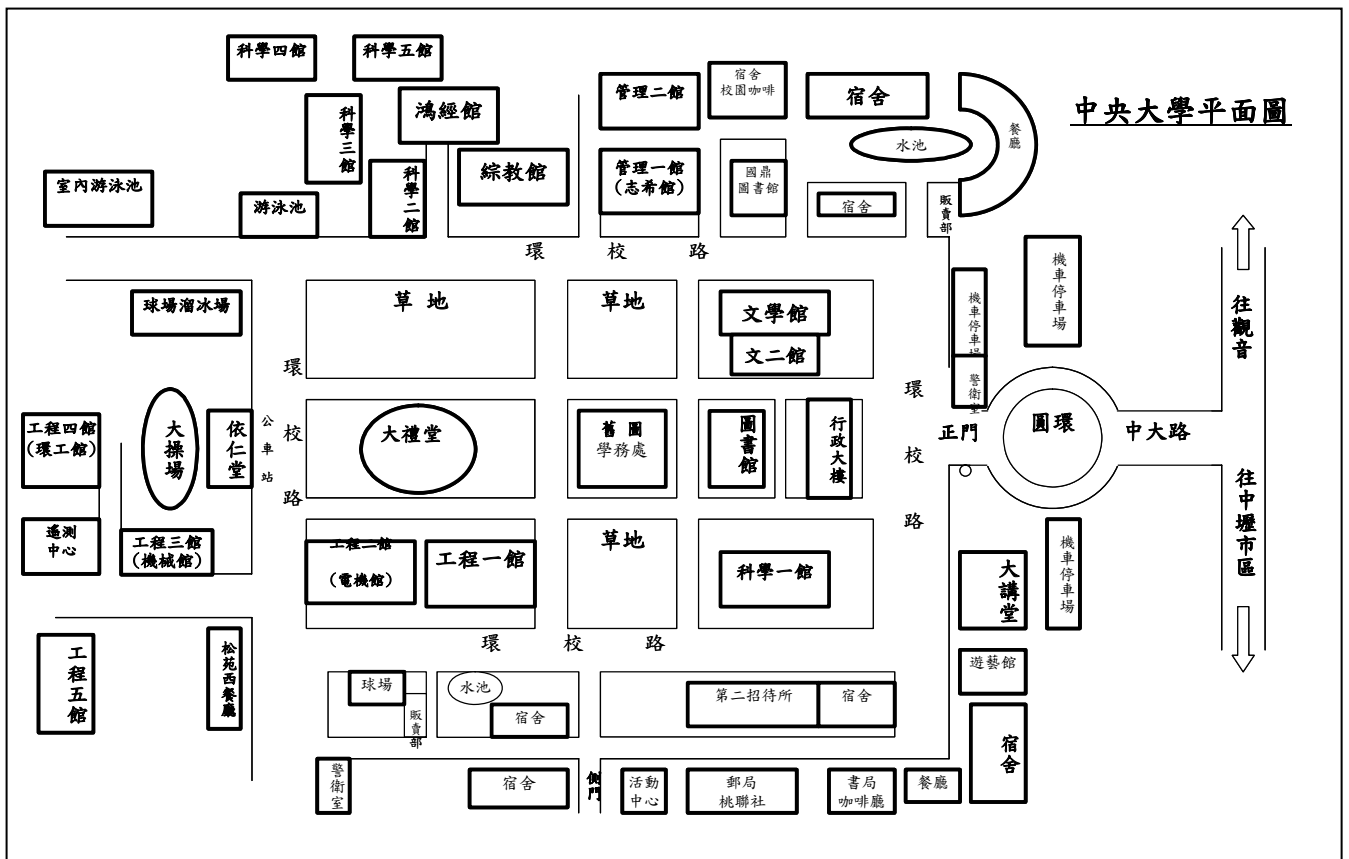 中央大學平面圖
科學四館
科學五館
科學三館
鴻經館
管理二館
宿舍
校園咖啡
宿舍
餐廳
水池
室內游泳池
游泳池
科學二館
綜教館
管理一館
(志希館)
國鼎
圖書館
宿舍
販賣部
環校路
機車停車場
機車停車場
往觀音
球場溜冰場
草地
草地
文學館
文二館
警衛室
環校路
環校路
工程四館
(環工館)
大操場
依仁堂
公車站
大禮堂
舊圖
學務處
圖書館
行政大樓
正門
圓環
中大路
往中壢市區
遙測
中心
工程三館
(機械館)
工程二館
(電機館)
工程一館
草地
科學一館
大講堂
機車停車場
環校路
工程五館
松苑西餐廳
球場
販賣部
水池
宿舍
第二招待所
宿舍
遊藝館
宿舍
警衛室
宿舍
側門
活動
中心
郵局
桃聯社
書局
咖啡廳
餐廳